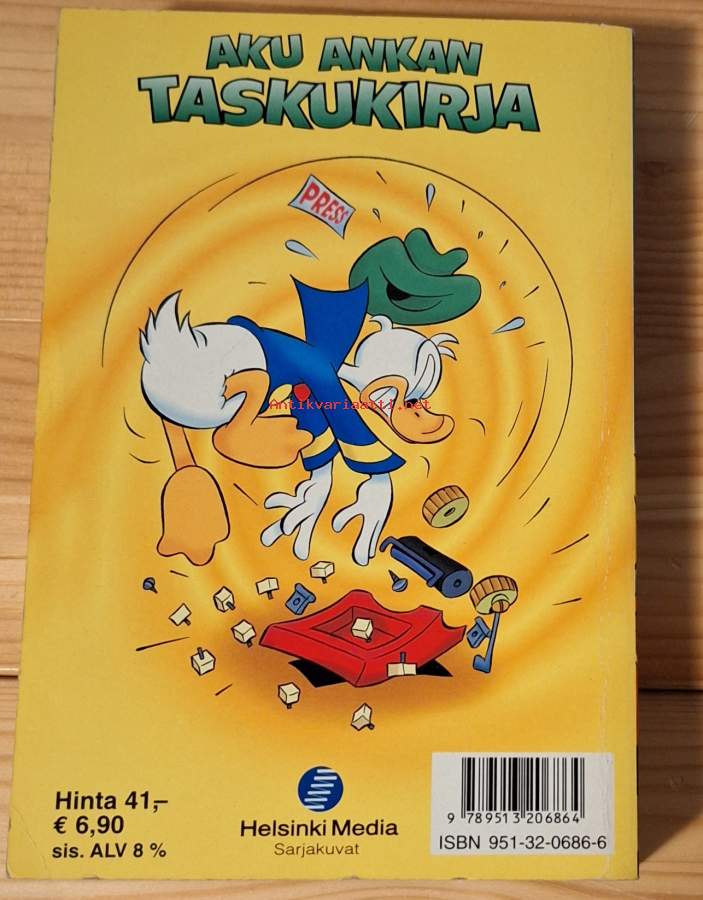 AKU ANKAN
TASKUKIRJA
PRESS
Antikvariaatti.net
Hinta 41,–
€ 6,90
sis. ALV 8 %
Helsinki Media
Sarjakuvat
9 789513 206864
ISBN 951-32-0686-6